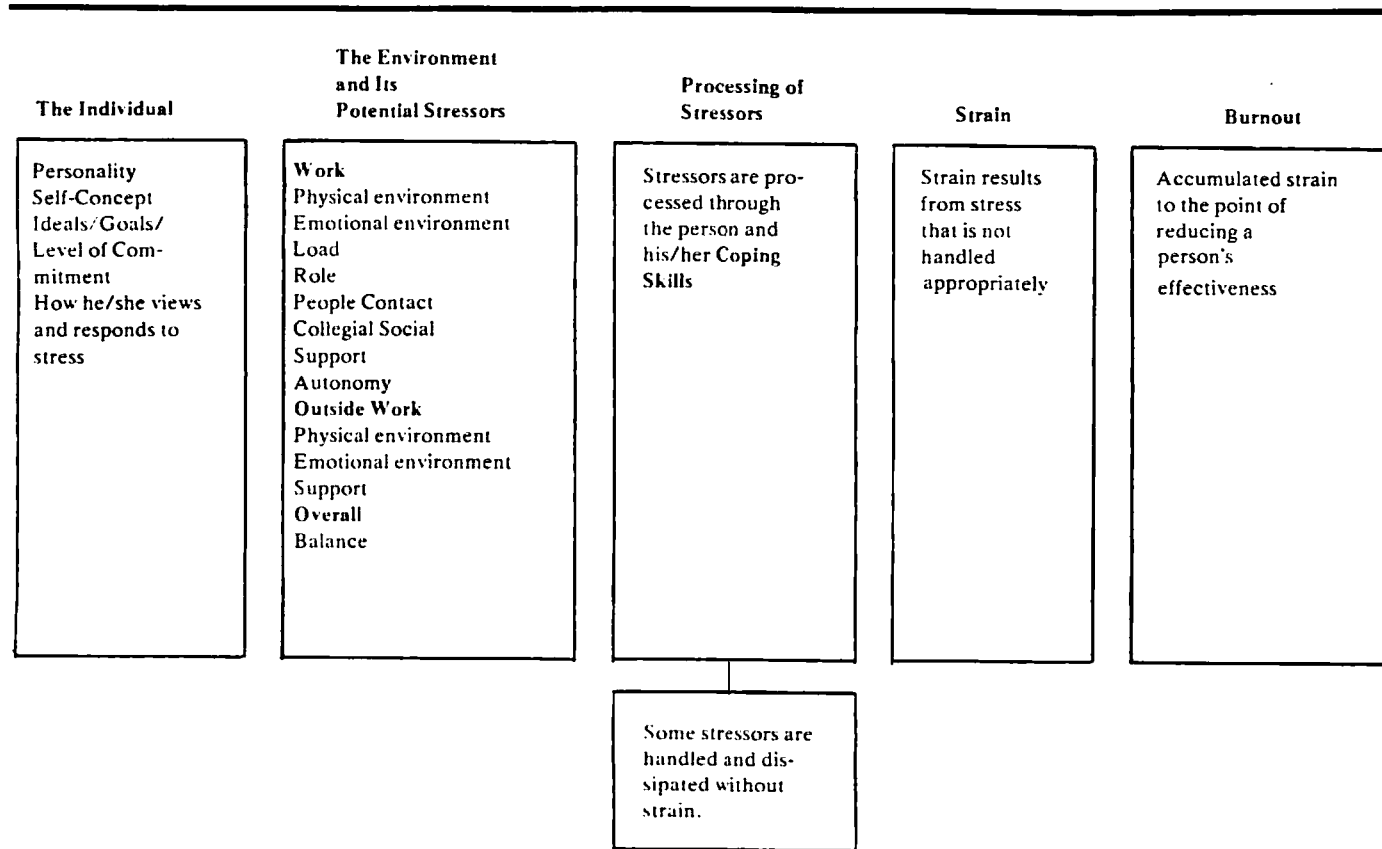 The Individual
Personality
Self-Concept
Ideals/Goals/
Level of Com-
mitment
How he/she views
and responds to
stress
The Environment
and Its
Potential Stressors
Work
Physical environment
Emotional environment
Load
Role
People Contact
Collegial Social
Support
Autonomy
Outside Work
Physical environment
Emotional environment
Support
Overall
Balance
Processing of
Stressors
Stressors are pro-
cessed through
the person and
his/her Coping
Skills
Some stressors are
handled and dis-
sipated without
strain.
Strain
Strain results
from stress
that is not
handled
appropriately
Burnout
Accumulated strain
to the point of
reducing a
person's
effectiveness